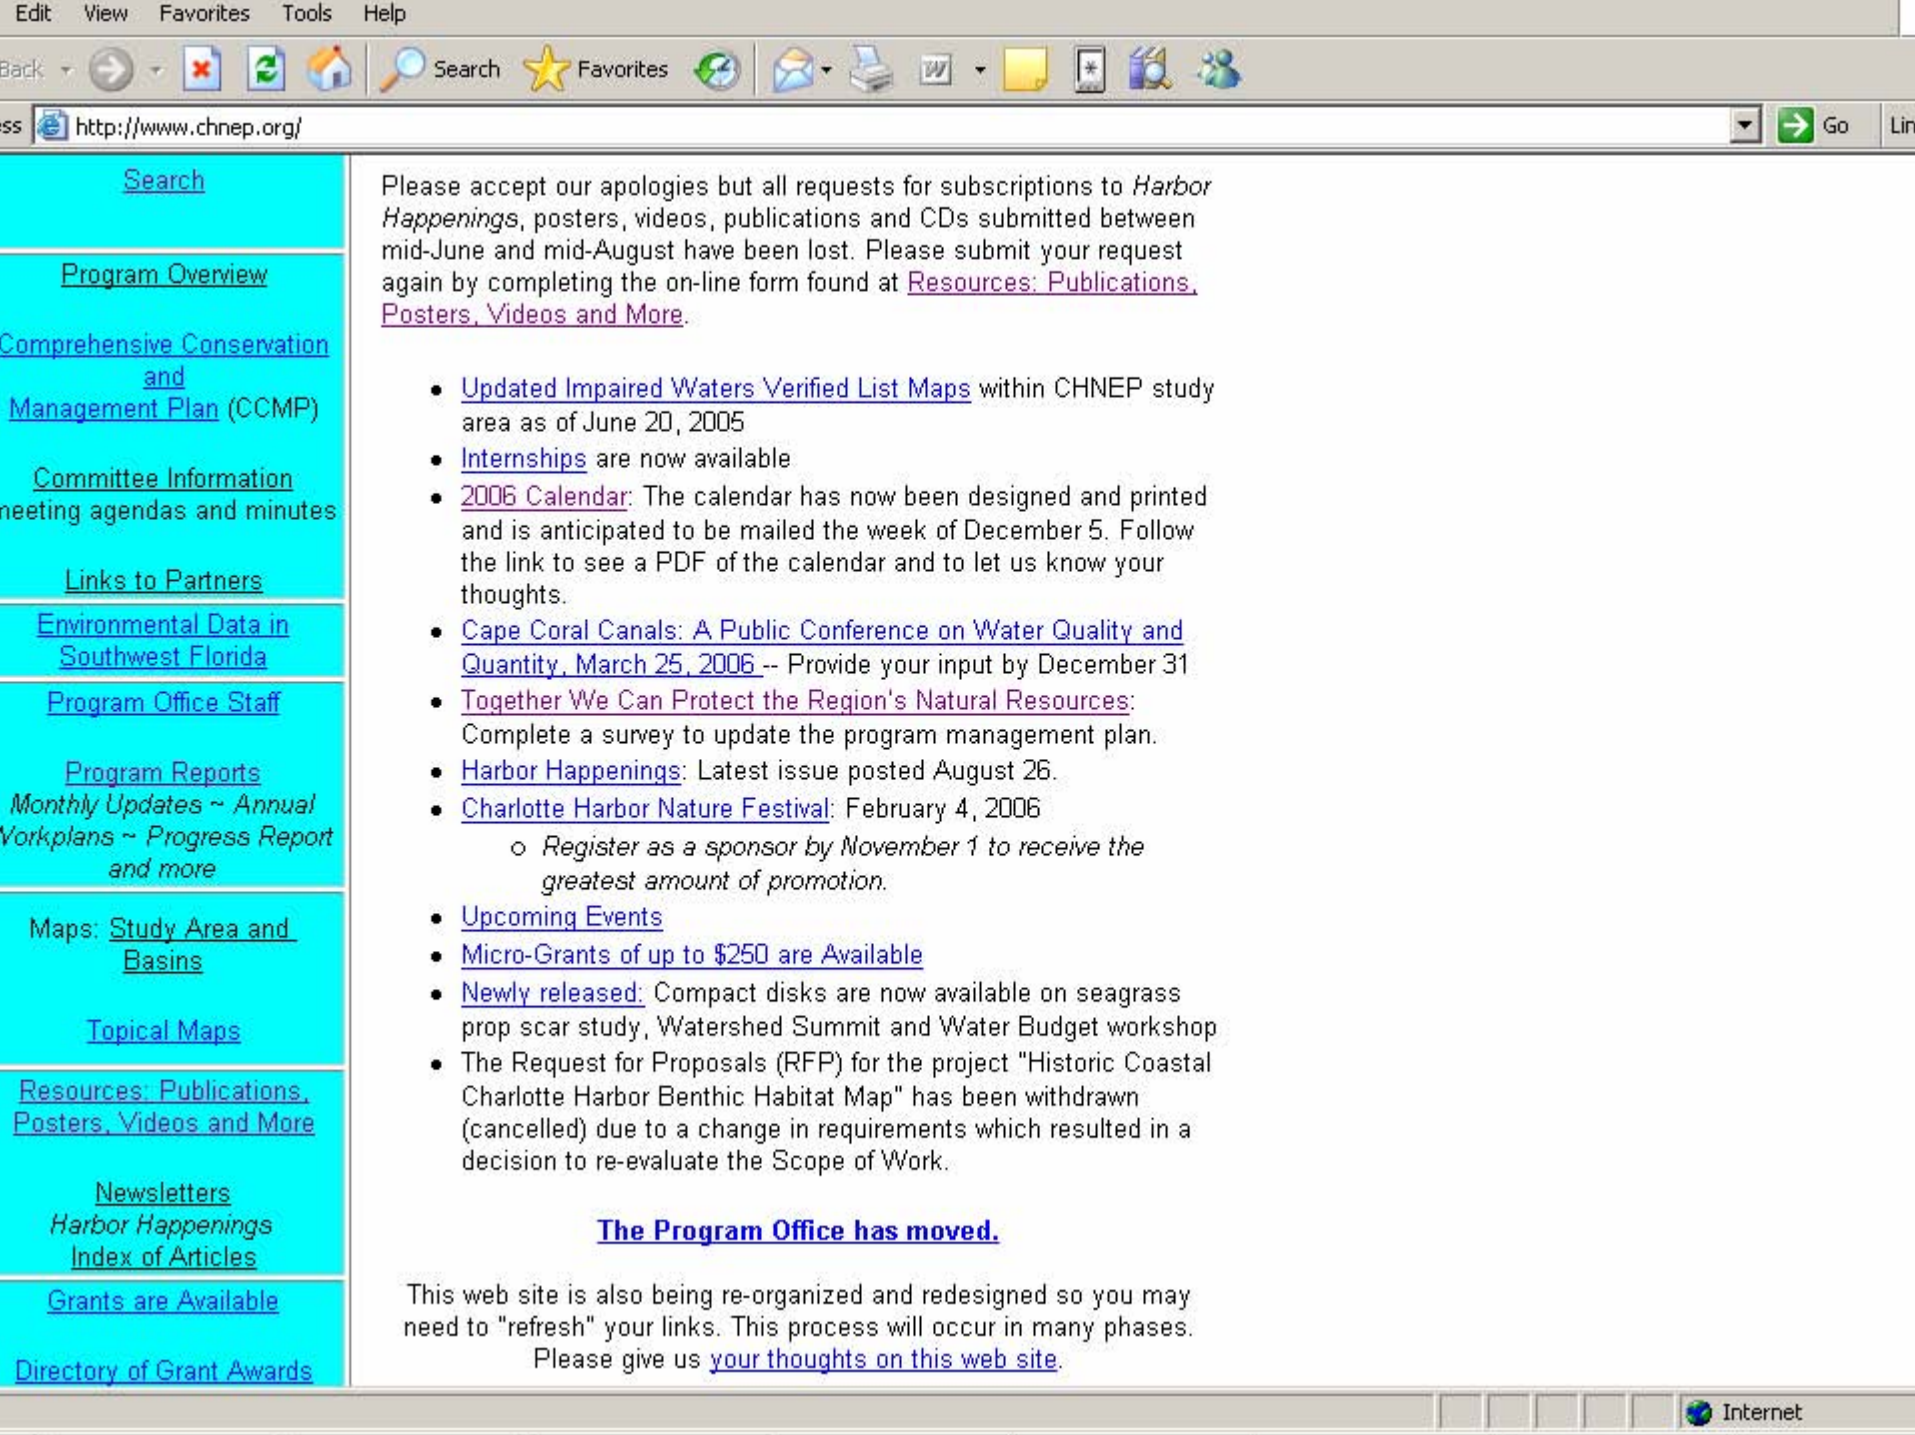 Edit View Favorites Tools Help
Back Search Favorites
ess http://www.chnep.org/ Go Lin
Search
Program Overview
Comprehensive Conservation
and
Management Plan (CCMP)
Committee Information
meeting agendas and minutes
Links to Partners
Environmental Data in
Southwest Florida
Program Office Staff
Program Reports
Monthly Updates ~ Annual
Workplans ~ Progress Report
and more
Maps: Study Area and
Basins
Topical Maps
Resources: Publications,
Posters, Videos and More
Newsletters
Harbor Happenings
Index of Articles
Grants are Available
Directory of Grant Awards
Please accept our apologies but all requests for subscriptions to Harbor
Happenings, posters, videos, publications and CDs submitted between
mid-June and mid-August have been lost. Please submit your request
again by completing the on-line form found at Resources: Publications,
Posters, Videos and More.
• Updated Impaired Waters Verified List Maps within CHNEP study
area as of June 20, 2005
• Internships are now available
• 2006 Calendar: The calendar has now been designed and printed
and is anticipated to be mailed the week of December 5. Follow
the link to see a PDF of the calendar and to let us know your
thoughts.
• Cape Coral Canals: A Public Conference on Water Quality and
Quantity, March 25, 2006 -- Provide your input by December 31
• Together We Can Protect the Region's Natural Resources:
Complete a survey to update the program management plan.
• Harbor Happenings: Latest issue posted August 26.
• Charlotte Harbor Nature Festival: February 4, 2006
o Register as a sponsor by November 1 to receive the
greatest amount of promotion.
• Upcoming Events
• Micro-Grants of up to $250 are Available
• Newly released: Compact disks are now available on seagrass
prop scar study, Watershed Summit and Water Budget workshop
• The Request for Proposals (RFP) for the project "Historic Coastal
Charlotte Harbor Benthic Habitat Map" has been withdrawn
(cancelled) due to a change in requirements which resulted in a
decision to re-evaluate the Scope of Work.
The Program Office has moved.
This web site is also being re-organized and redesigned so you may
need to "refresh" your links. This process will occur in many phases.
Please give us your thoughts on this web site.
Internet